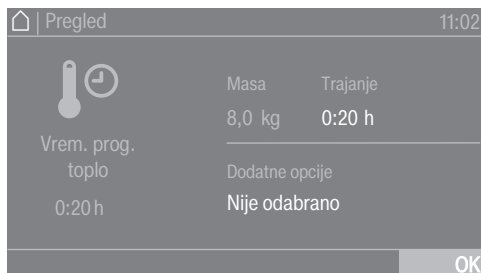 | Pregled 11:02
Vrem. prog.
toplo
0:20 h
Masa Trajanje
8,0 kg 0:20 h
Dodatne opcije
Nije odabrano
OK